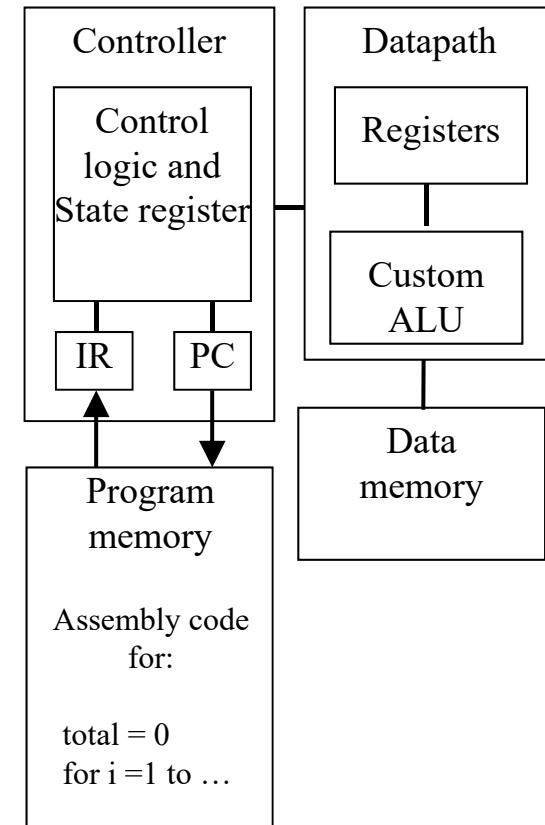 Controller
Control
logic and
State register
IR
PC
Datapath
Registers
Custom
ALU
Data
memory
Program
memory
Assembly code
for:
total = 0
for i =1 to …